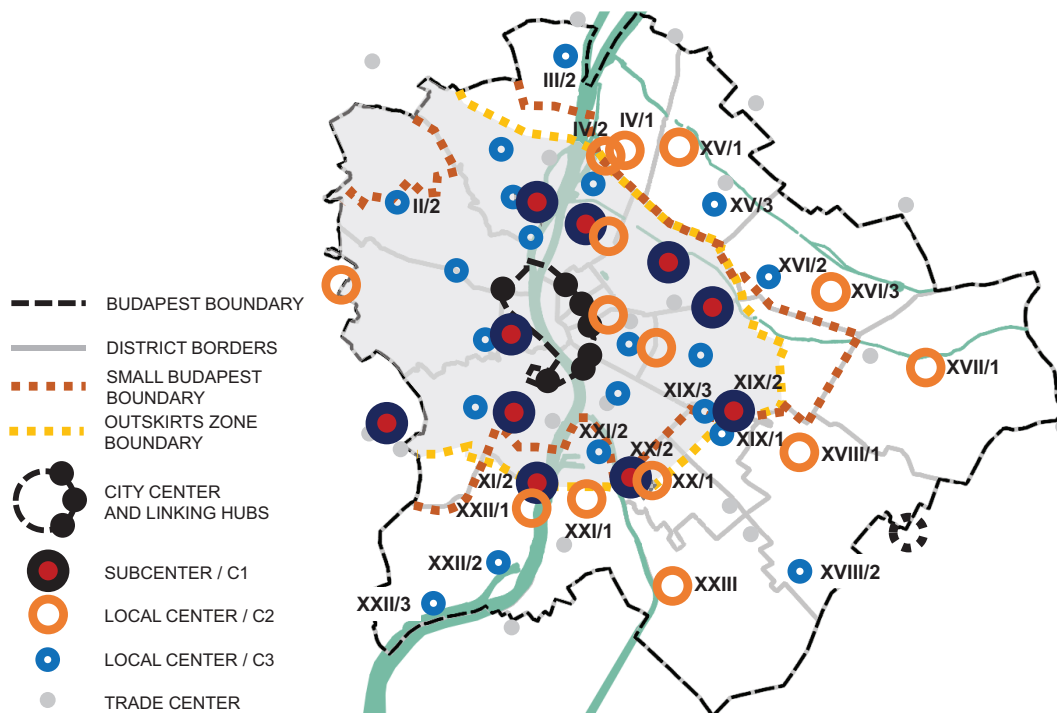 BUDAPEST BOUNDARY
DISTRICT BORDERS
SMALL BUDAPEST
BOUNDARY
OUTSKIRTS ZONE
BOUNDARY
CITY CENTER
AND LINKING HUBS
SUBCENTER / C1
LOCAL CENTER / C2
LOCAL CENTER / C3
TRADE CENTER
III/2
IV/2
IV/1
XV/1
II/2
XV/3
XVI/2
XVI/3
XVII/1
XIX/3
XIX/2
XIX/1
XVIII/1
XXI/2
XX/2
XI/2
XX/1
XXII/1
XXI/1
XXII/2
XXIII
XVIII/2
XXII/3